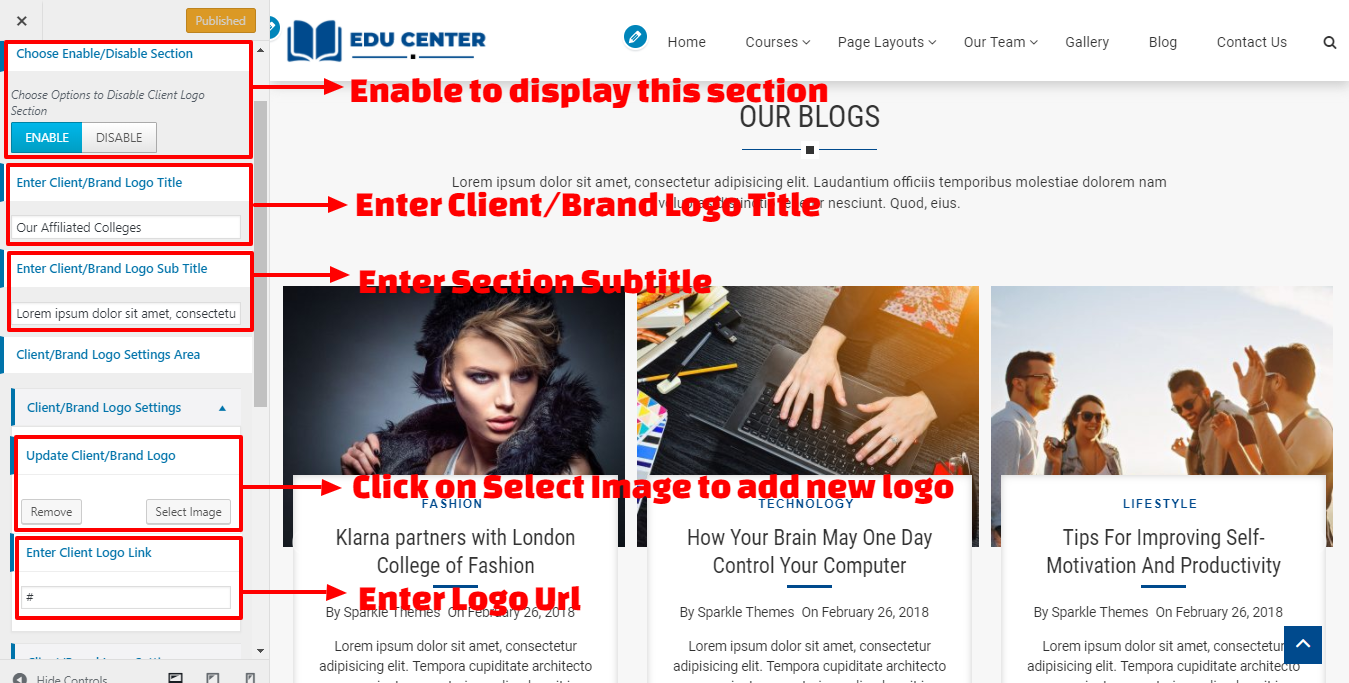 Published
Choose Enable/Disable Section
Choose Options to Disable Client Logo
Section
ENABLE DISABLE
Enter Client/Brand Logo Title
Our Affiliated Colleges
Enter Client/Brand Logo Sub Title
Lorem ipsum dolor sit amet, consectetu
Client/Brand Logo Settings Area
Client/Brand Logo Settings
Update Client/Brand Logo
Remove Select Image
Enter Client Logo Link
#
Hide Controls
EDU CENTER
Home Courses Page Layouts Our Team Gallery Blog Contact Us
Enable to display this section
OUR BLOGS
Lorem ipsum dolor sit amet, consectetur adipisicing elit. Laudantium officiis temporibus molestiae dolorem nam
nesciunt. Quod, eius.
Enter Client/Brand Logo Title
Enter Section Subtitle
Click on Select Image to add new logo
FASHION
Klarna partners with London
College of Fashion
Enter Logo Url
By Sparkle Themes On February 26, 2018
Lorem ipsum dolor sit amet, consectetur
adipisicing elit. Tempora cupiditate architecto
TECHNOLOGY
How Your Brain May One Day
Control Your Computer
By Sparkle Themes On February 26, 2018
Lorem ipsum dolor sit amet, consectetur
adipisicing elit. Tempora cupiditate architecto
LIFESTYLE
Tips For Improving Self-
Motivation And Productivity
By Sparkle Themes On February 26, 2018
Lorem ipsum dolor sit amet, consectetur
adipisicing elit. Tempora cupiditate architecto